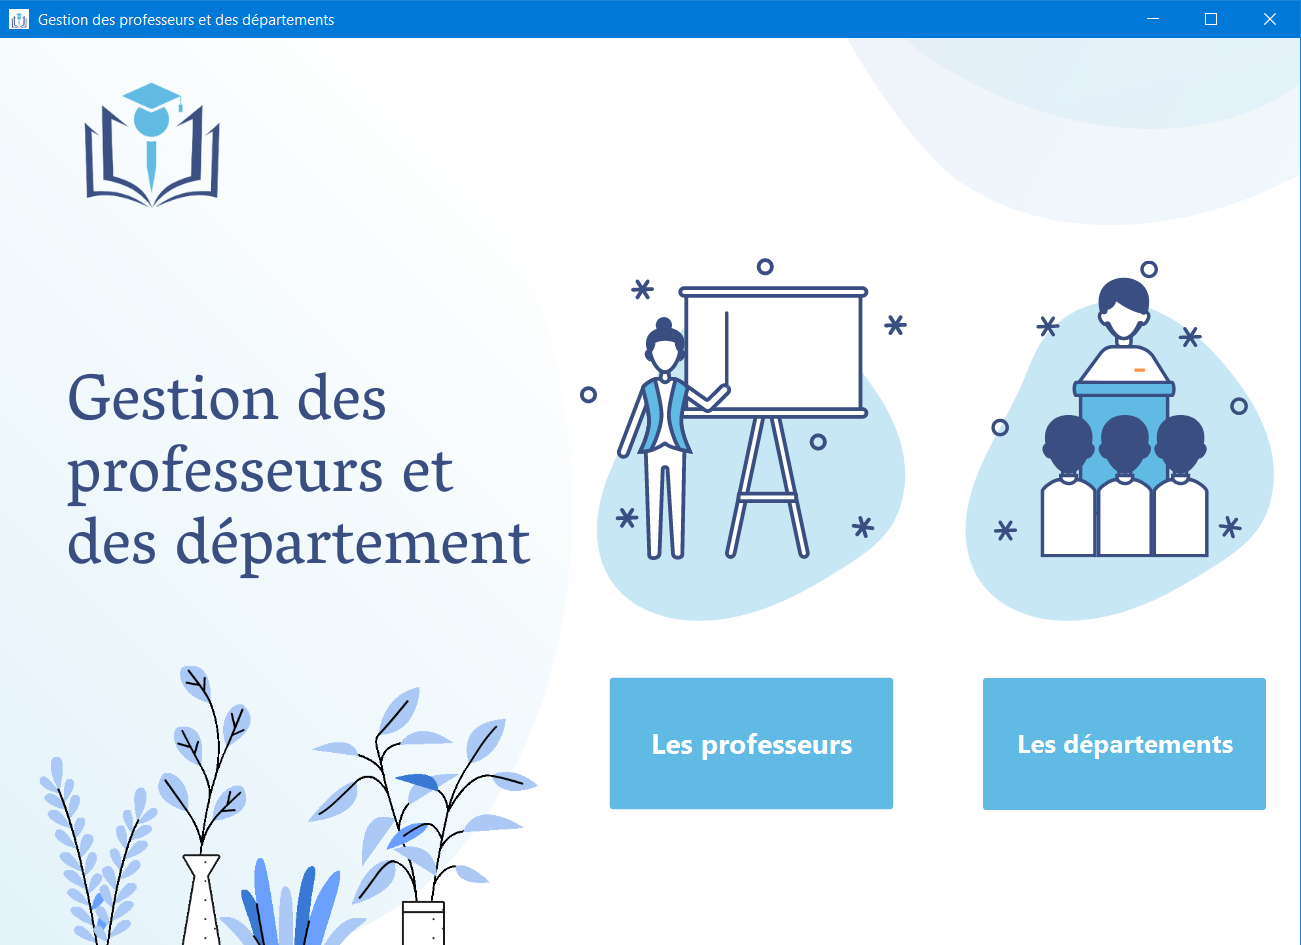 Gestion des professeurs et des départements
Gestion des
professeurs et
des département
Les professeurs
Les départements